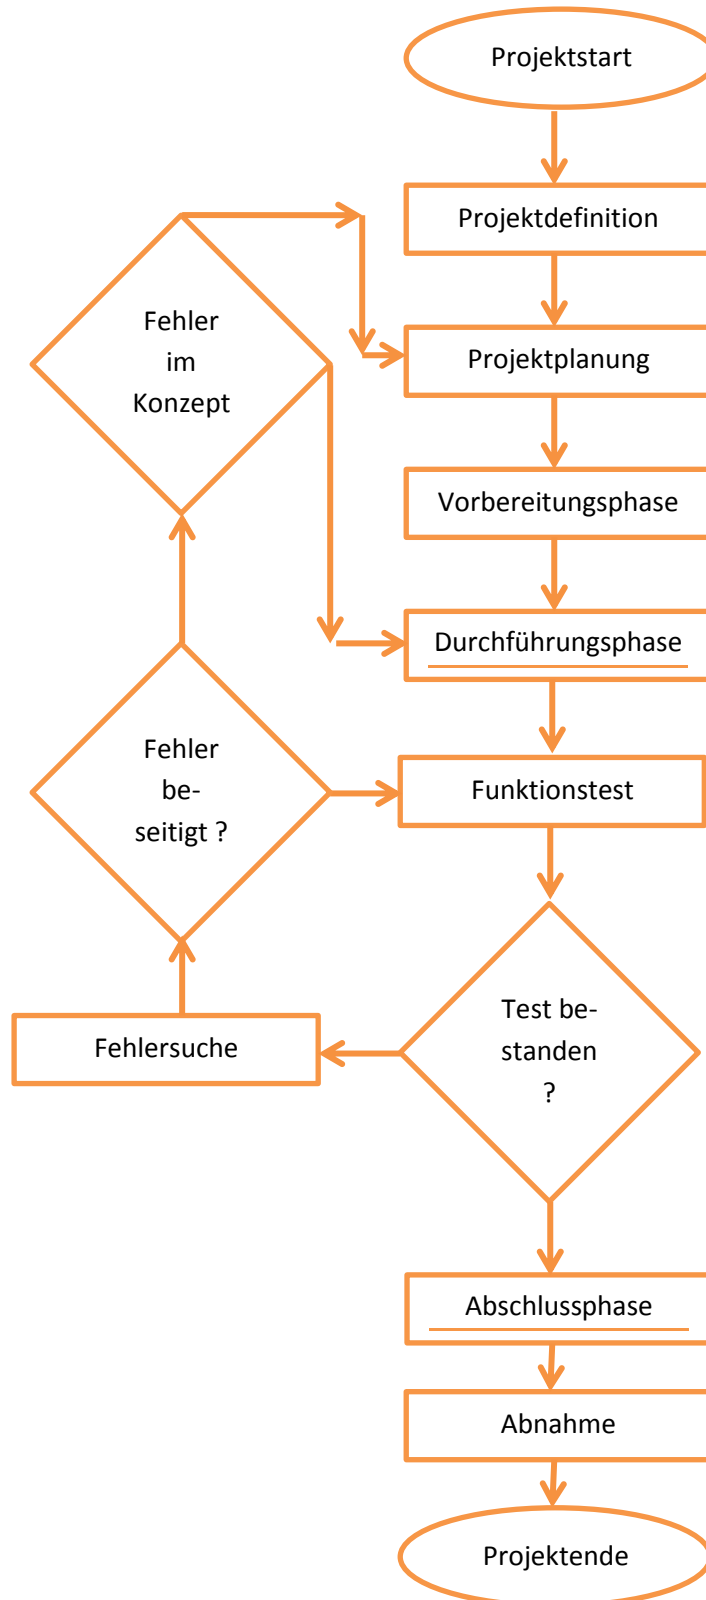 Projektstart
Projektdefinition
Fehler
im
Konzept
Projektplanung
Vorbereitungsphase
Durchführungsphase
Fehler
be-
seitigt ?
Funktionstest
Test be-
standen
?
Fehlersuche
Abschlussphase
Abnahme
Projektende